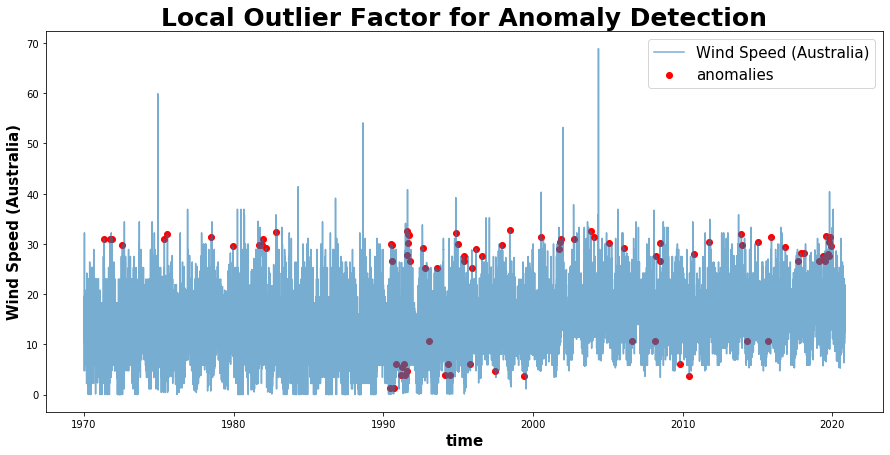 Local Outlier Factor for Anomaly Detection
Wind Speed (Australia)
anomalies
70
60
50
40
30
20
10
0
Wind Speed (Australia)
1970
1980
1990
2000
2010
2020
time